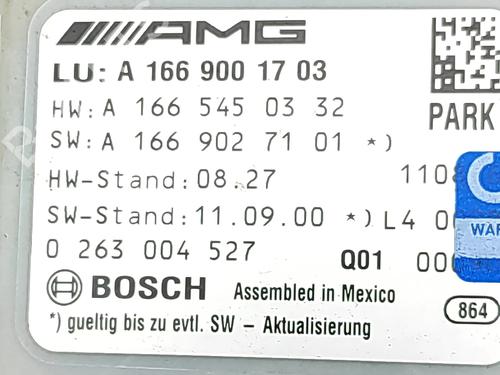 AMG
LU: A 166 900 17 03
HW: A 166 545 03 32
PARK
SW: A 166 902 71 01 *)
HW-Stand: 08.27
SW-Stand: 11.09.00 *) L4
0 263 004 527 Q01
BOSCH Assembled in Mexico
864
*) gueltig bis zu evtl. SW - Aktualisierung